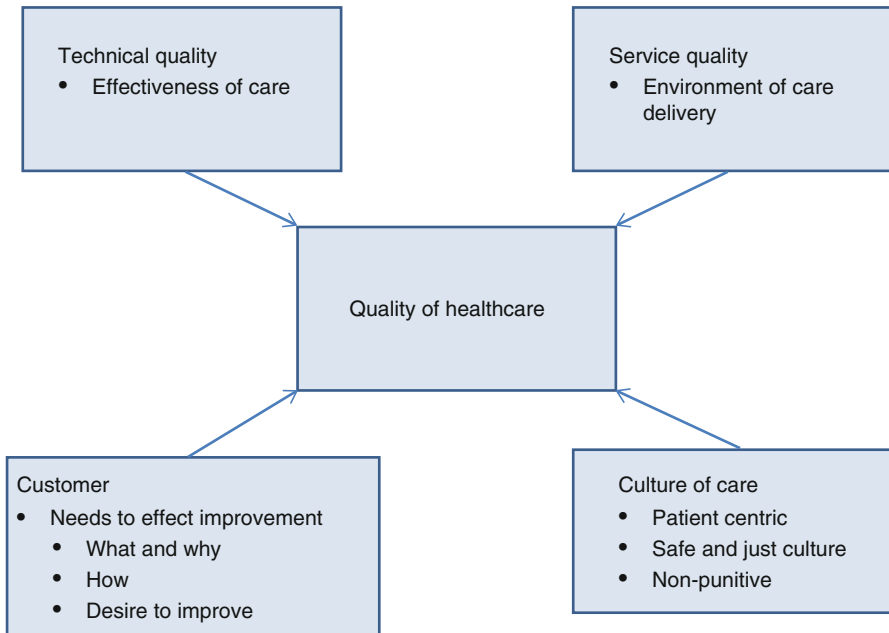 Technical quality
• Effectiveness of care
Service quality
• Environment of care
delivery
Quality of healthcare
Customer
• Needs to effect improvement
• What and why
• How
• Desire to improve
Culture of care
• Patient centric
• Safe and just culture
• Non-punitive